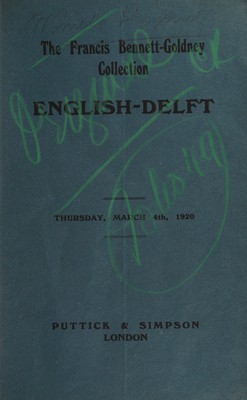 The Francis Bennett-Goldney
Collection
ENGLISH-DELFT
THURSDAY, MARCH 4th, 1920
PUTTICK & SIMPSON
LONDON